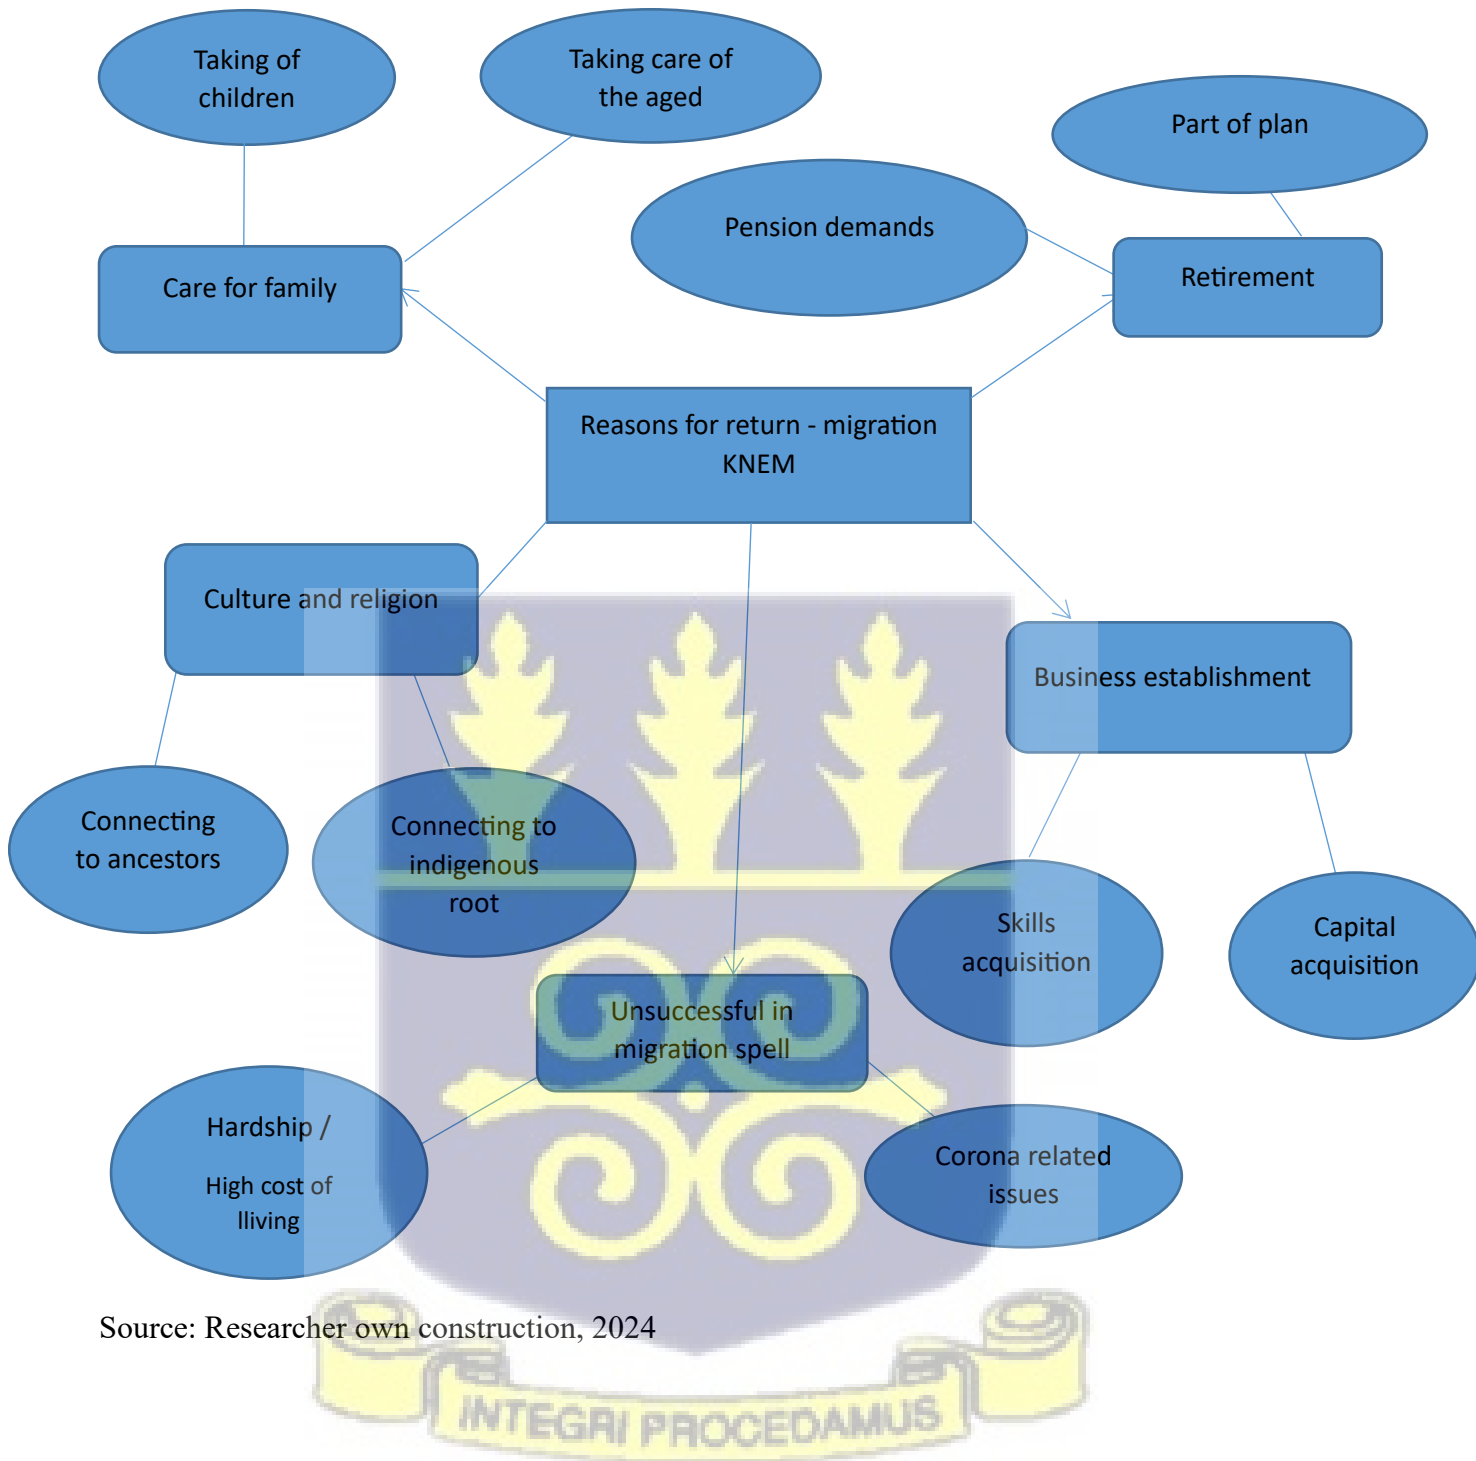 Taking of
children
Taking care of
the aged
Part of plan
Pension demands
Care for family
Retirement
Reasons for return - migration
KNEM
Culture and religion
Business establishment
Connecting
to ancestors
Connecting to
indigenous
root
Skills
acquisition
Capital
acquisition
Unsuccessful in
migration spell
Hardship /
High cost of
lliving
Corona related
issues
Source: Researcher own construction, 2024
INTEGRI PROCEDAMUS